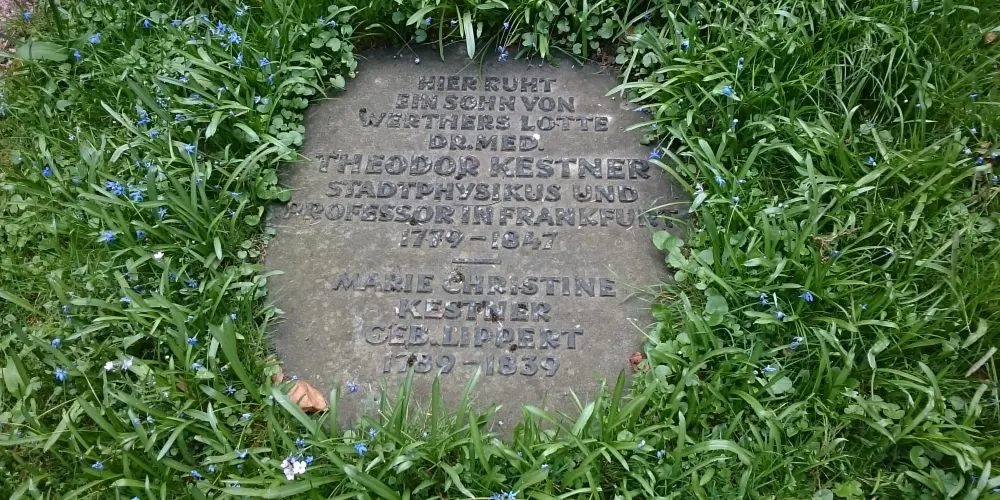 HIER RUHT
EIN SOHN VON
WERTHERS LOTTE
DR. MED.
THEODOR KESTNER
STADTPHYSIKUS UND
PROFESSOR IN FRANKFURT
1779 – 1847
MARIE CHRISTINE
KESTNER
GEB. LIPPERT
1789 – 1839